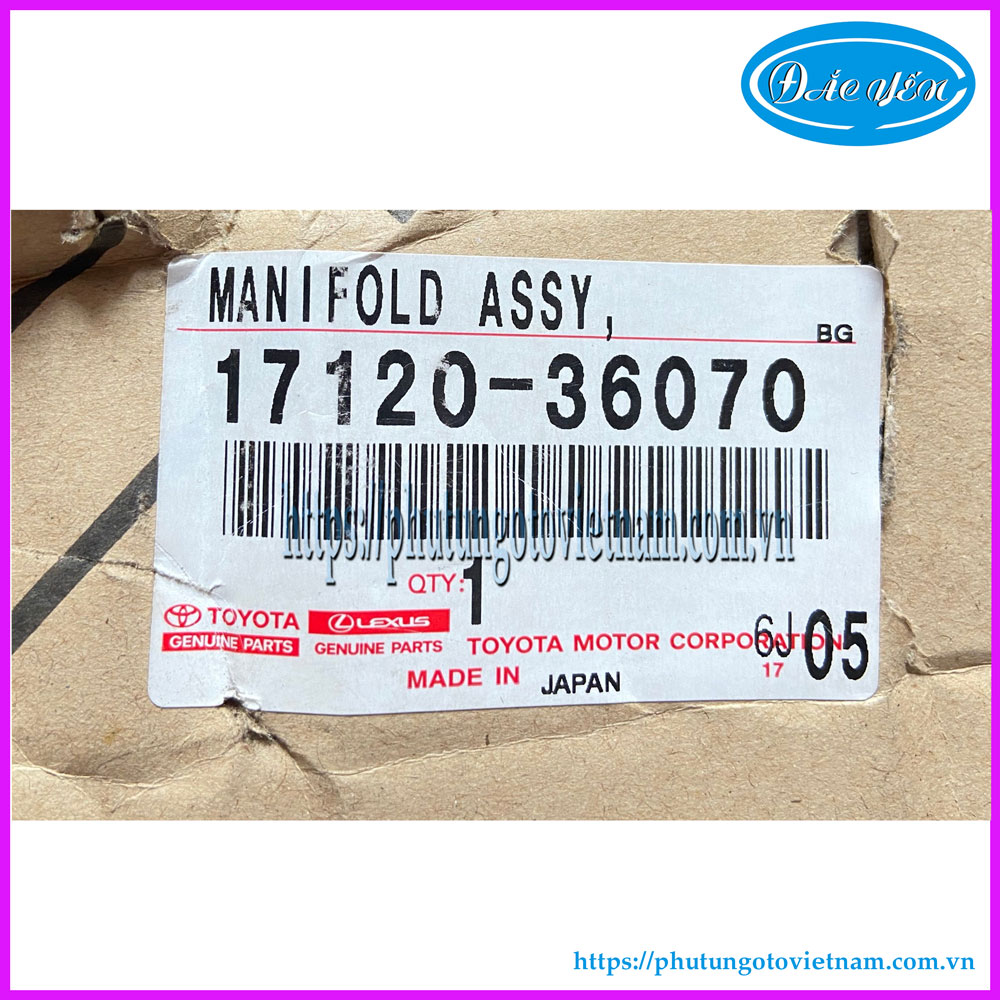 ĐẮC YẾN
MANIFOLD ASSY,
BG
17120-36070
https://phutungotovietnam.com.vn
QTY: 1
TOYOTA
GENUINE PARTS
LEXUS
GENUINE PARTS
TOYOTA MOTOR CORPORATION
6J 05
17
MADE IN JAPAN
https://phutungotovietnam.com.vn